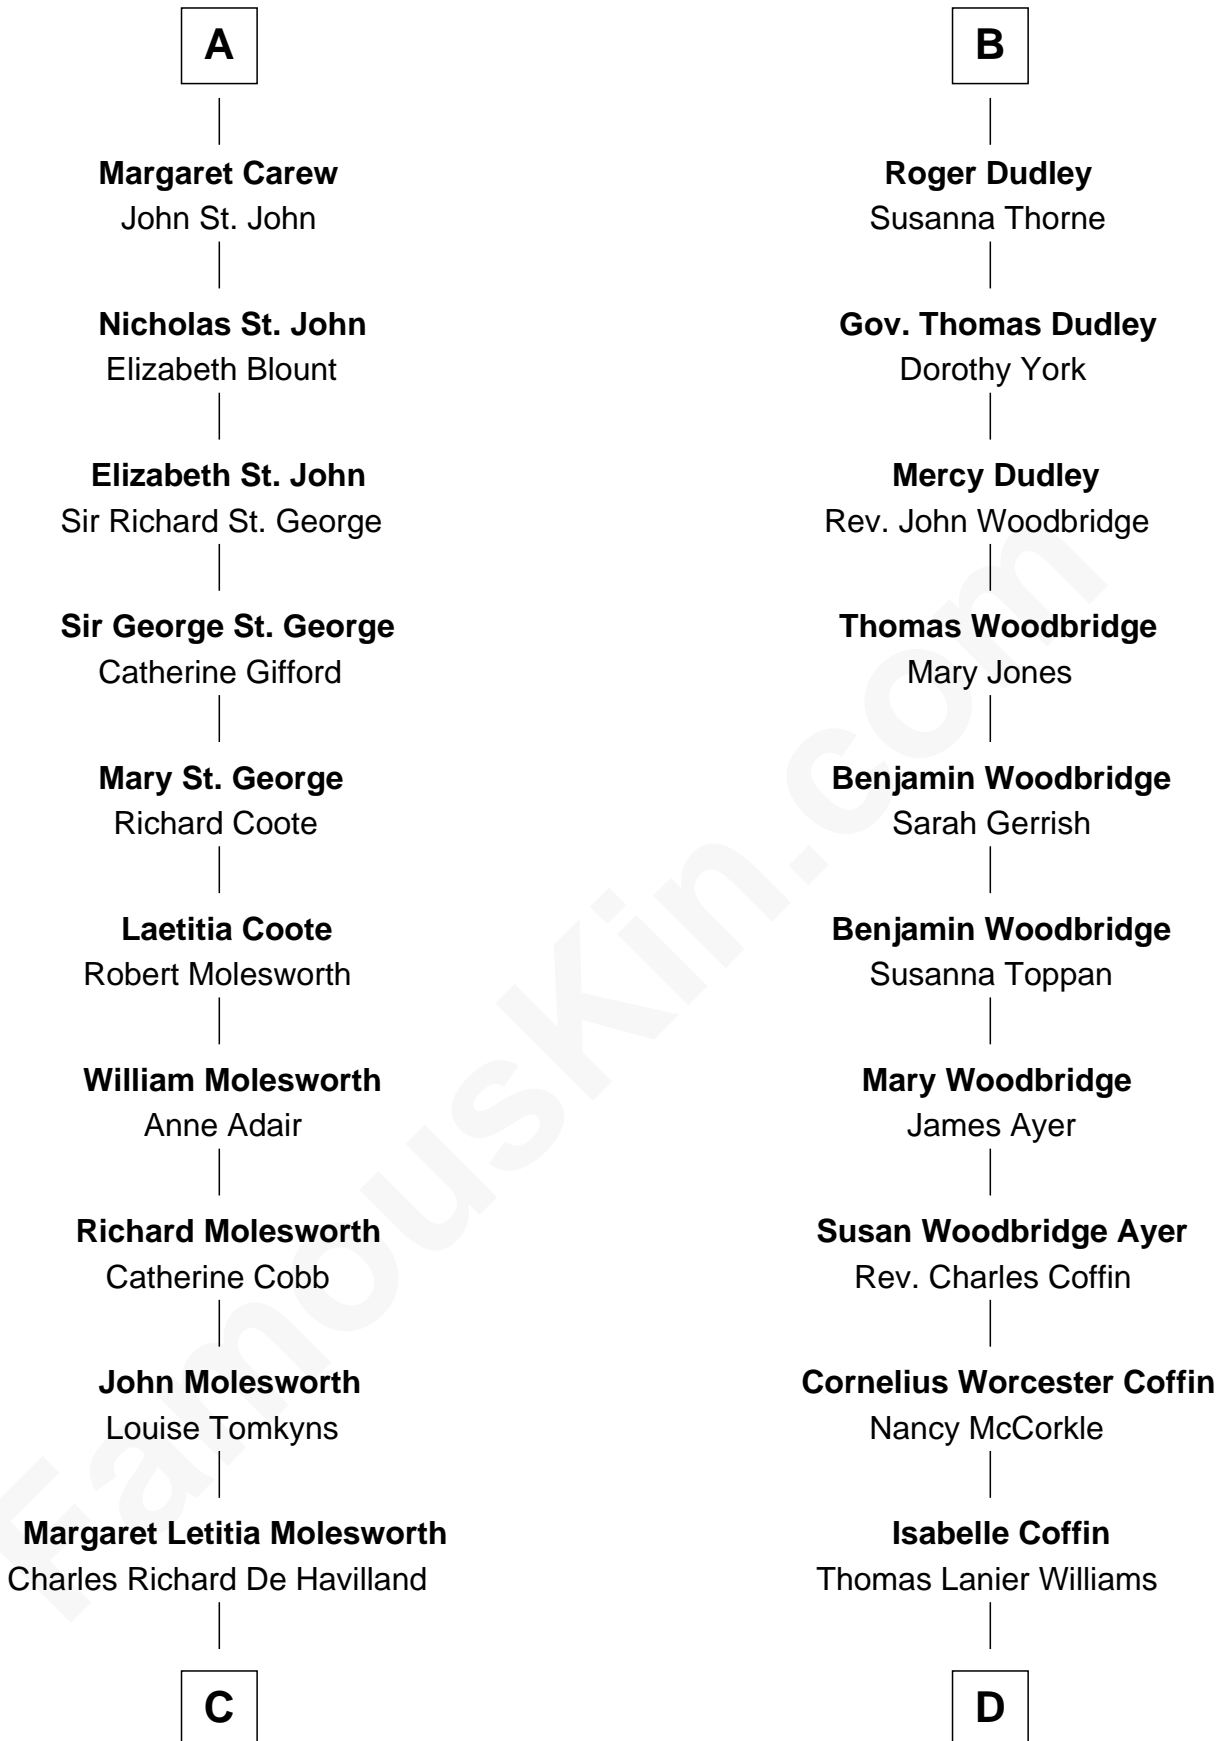 A
Margaret Carew
John St. John
Nicholas St. John
Elizabeth Blount
Elizabeth St. John
Sir Richard St. George
Sir George St. George
Catherine Gifford
Mary St. George
Richard Coote
Laetitia Coote
Robert Molesworth
William Molesworth
Anne Adair
Richard Molesworth
Catherine Cobb
John Molesworth
Louise Tomkyns
Margaret Letitia Molesworth
Charles Richard De Havilland
C
B
Roger Dudley
Susanna Thorne
Gov. Thomas Dudley
Dorothy York
Mercy Dudley
Rev. John Woodbridge
Thomas Woodbridge
Mary Jones
Benjamin Woodbridge
Sarah Gerrish
Benjamin Woodbridge
Susanna Toppan
Mary Woodbridge
James Ayer
Susan Woodbridge Ayer
Rev. Charles Coffin
Cornelius Worcester Coffin
Nancy McCorkle
Isabelle Coffin
Thomas Lanier Williams
D
FamousKin.com